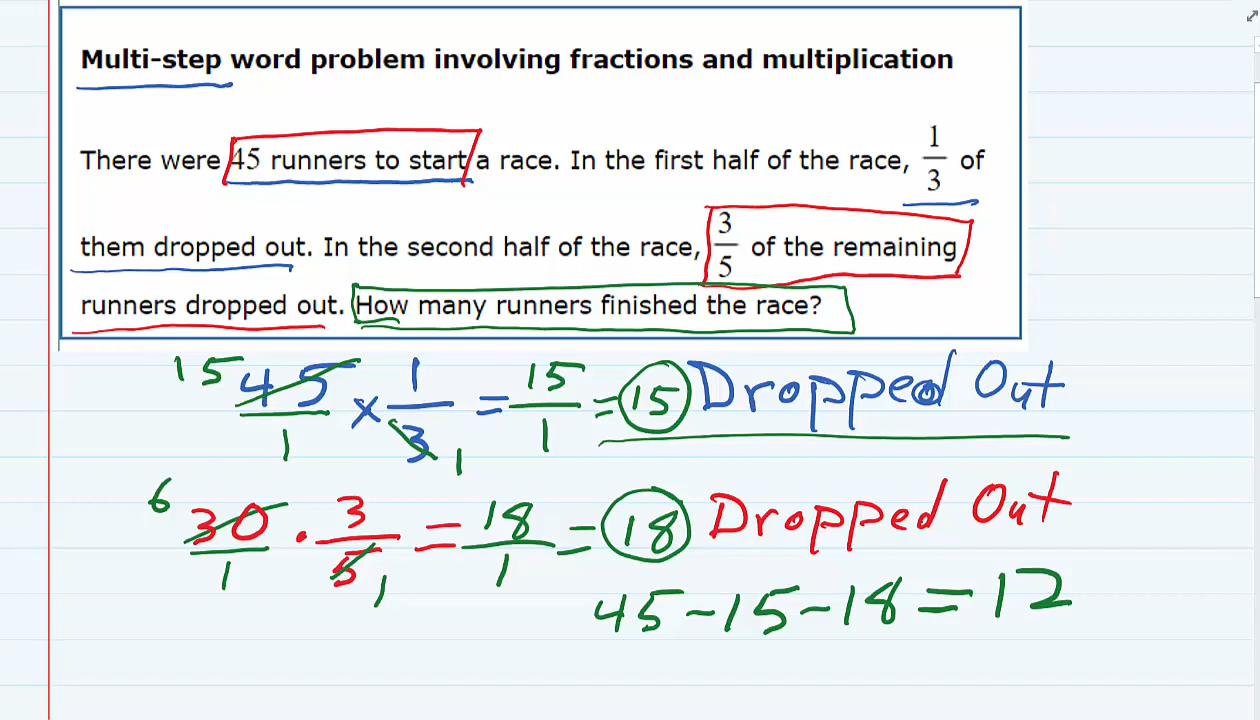 Multi-step word problem involving fractions and multiplication
There were 45 runners to start a race. In the first half of the race, 1/3 of
them dropped out. In the second half of the race, 3/5 of the remaining
runners dropped out. How many runners finished the race?
15 45/1 x 1/3 1 = 15/1 = 15 Dropped Out
6 30/1 · 3/5 1 = 18/1 = 18 Dropped Out
45-15-18=12